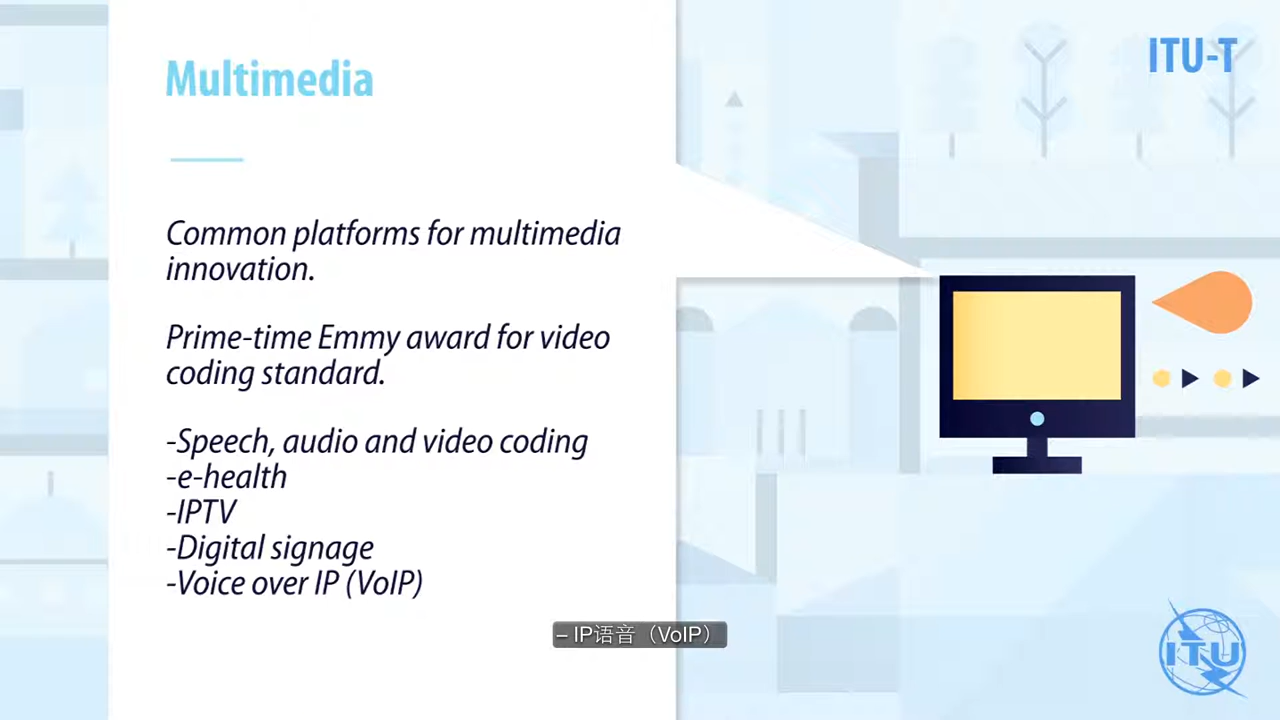 ITU-T
Multimedia
Common platforms for multimedia
innovation.
Prime-time Emmy award for video
coding standard.
-Speech, audio and video coding
-e-health
-IPTV
-Digital signage
-Voice over IP (VoIP)
– IP语音（VoIP）
ITU